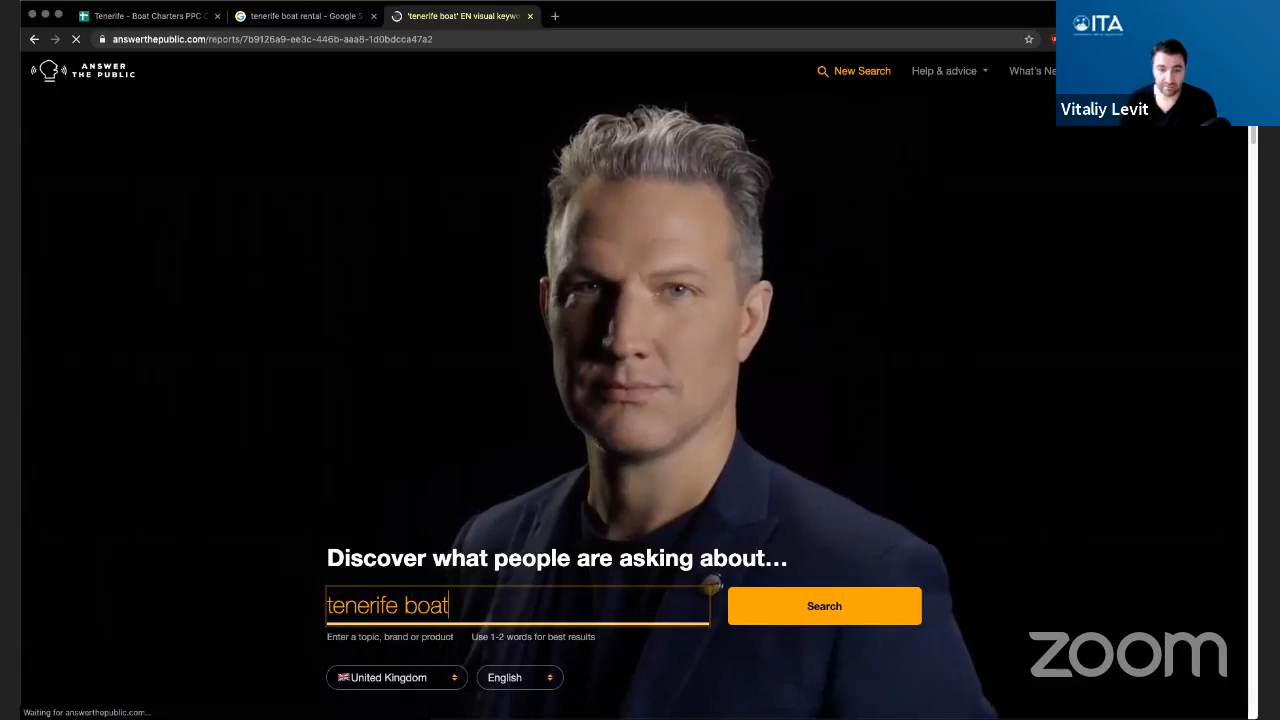 Tenerife - Boat Charters PPC
tenerife boat rental - Google S
'tenerife boat' EN visual keyw
answerthepublic.com/reports/7b9126a9-ee3c-446b-aaa8-1d0bdcca47a2
ITA
Vitaliy Levit
ANSWER
THE PUBLIC
New Search
Help & advice
What's Ne
Discover what people are asking about...
tenerife boat
Search
Enter a topic, brand or product
Use 1-2 words for best results
United Kingdom
English
zoom
Waiting for answerthepublic.com...